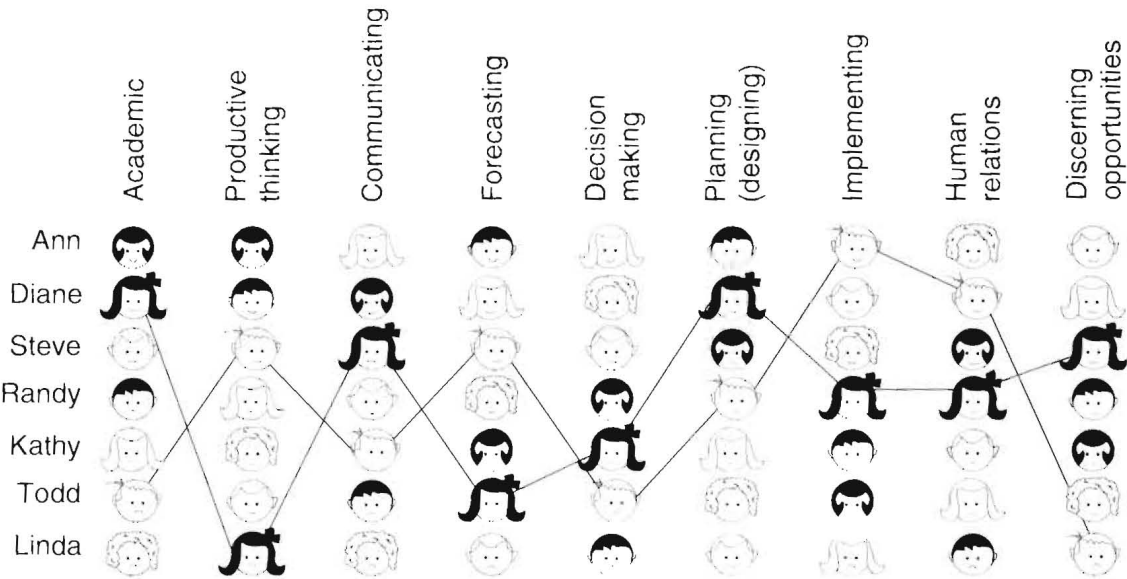 Academic
Productive
thinking
Communicating
Forecasting
Decision
making
Planning
(designing)
Implementing
Human
relations
Discerning
opportunities
Ann
Diane
Steve
Randy
Kathy
Todd
Linda